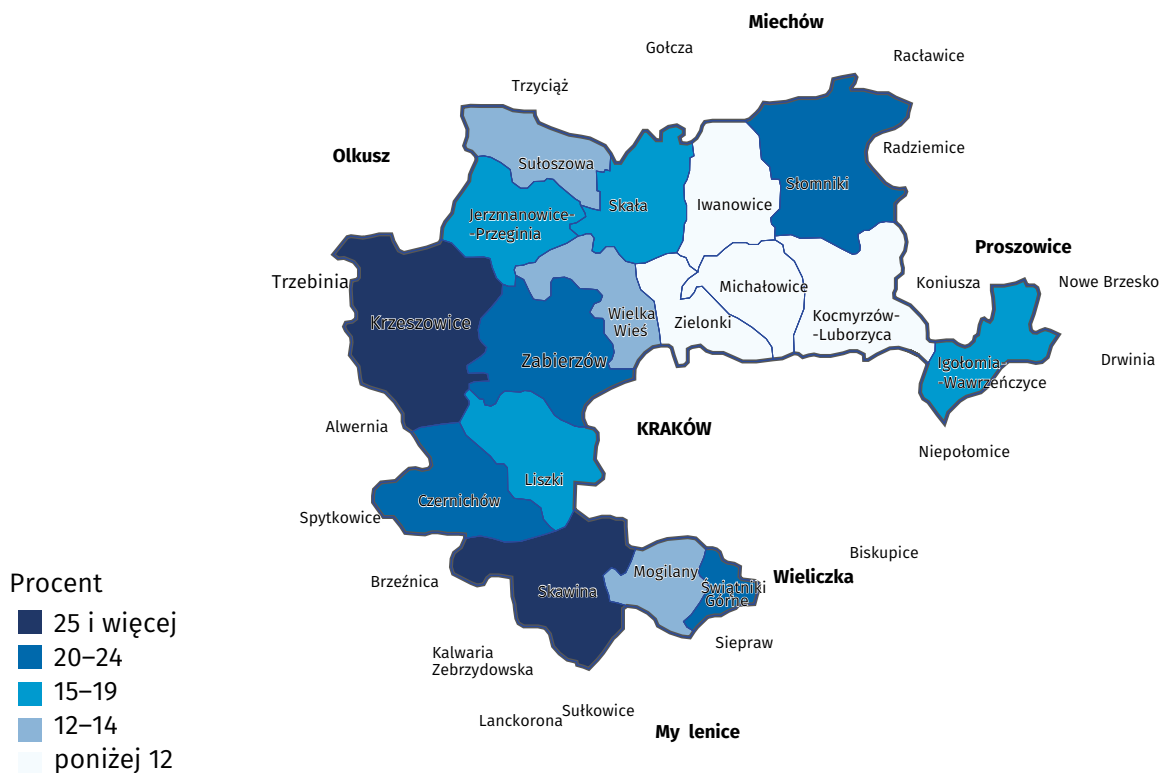 Miechów
Gołcza
Racławice
Trzyciąż
Olkusz
Radziemice
Sułoszowa
Słomniki
Skała
Iwanowice
Jerzmanowice-
-Przeginia
Proszowice
Trzebinia
Koniusza
Nowe Brzesko
Michałowice
Wielka
Wieś
Zielonki
Kocmyrzów-
-Luborzyca
Krzeszowice
Zabierzów
Igołomia-
-Wawrzeńczyce
Drwinia
Alwernia
KRAKÓW
Niepołomice
Liszki
Czernichów
Spytkowice
Biskupice
Brzeźnica
Mogilany
Wieliczka
Skawina
Świątniki
Górne
Siepraw
Kalwaria
Zebrzydowska
Lanckorona
Sułkowice
My lenice
Procent
25 i więcej
20–24
15–19
12–14
poniżej 12